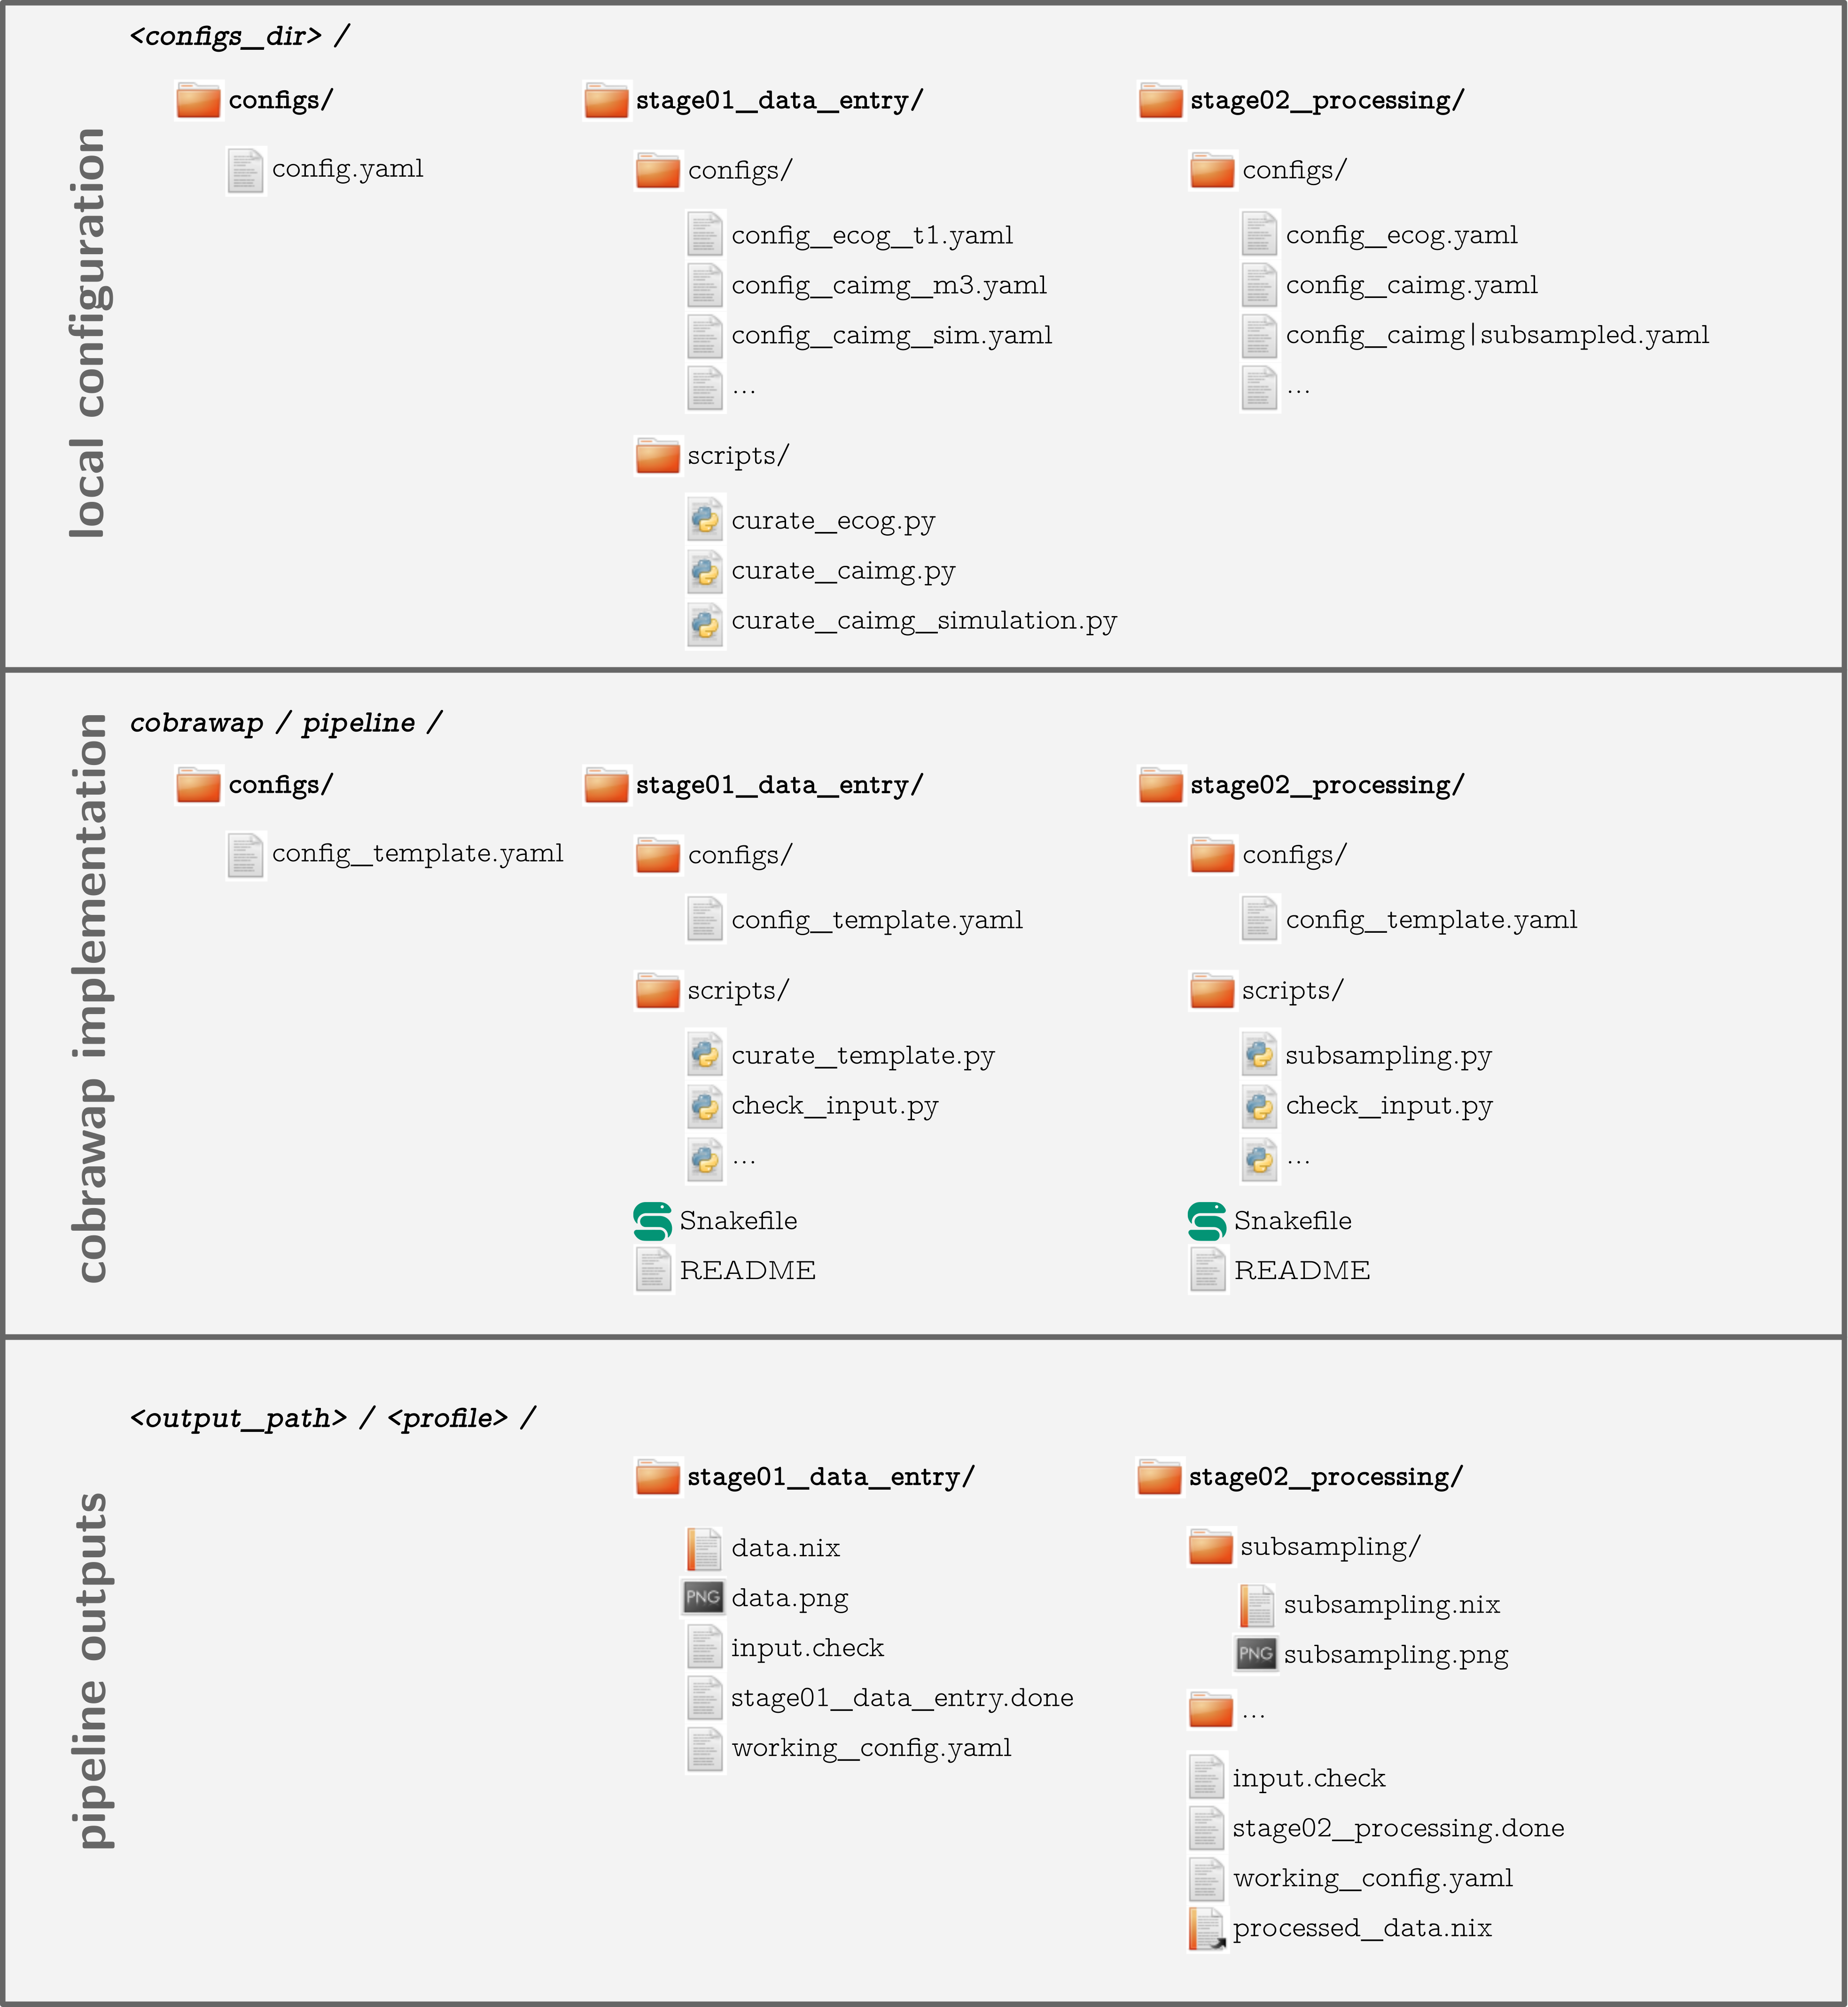 local configuration
<configs_dir> /
configs/
config.yaml
stage01_data_entry/
configs/
config_ecog_t1.yaml
config_caimg_m3.yaml
config_caimg_sim.yaml
...
scripts/
curate_ecog.py
curate_caimg.py
curate_caimg_simulation.py
stage02_processing/
configs/
config_ecog.yaml
config_caimg.yaml
config_caimg|subsampled.yaml
...
cobrawap implementation
cobrawap / pipeline /
configs/
config_template.yaml
stage01_data_entry/
configs/
config_template.yaml
scripts/
curate_template.py
check_input.py
...
Snakefile
README
stage02_processing/
configs/
config_template.yaml
scripts/
subsampling.py
check_input.py
...
Snakefile
README
pipeline outputs
<output_path> / <profile> /
stage01_data_entry/
data.nix
PNG data.png
input.check
stage01_data_entry.done
working_config.yaml
stage02_processing/
subsampling/
subsampling.nix
PNG subsampling.png
...
input.check
stage02_processing.done
working_config.yaml
processed_data.nix